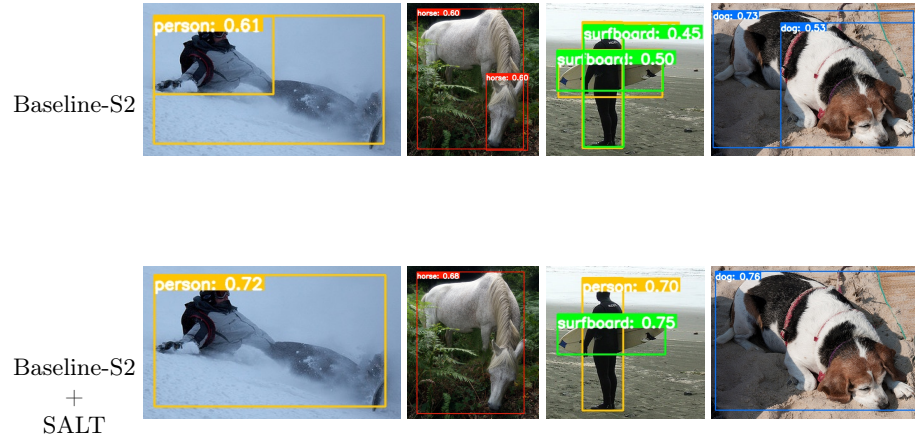 Baseline-S2
person: 0.61
horse: 0.60
horse: 0.60
surfboard: 0.45
surfboard: 0.50
dog: 0.73
dog: 0.53
Baseline-S2
+
SALT
person: 0.72
horse: 0.68
person: 0.70
surfboard: 0.75
dog: 0.76